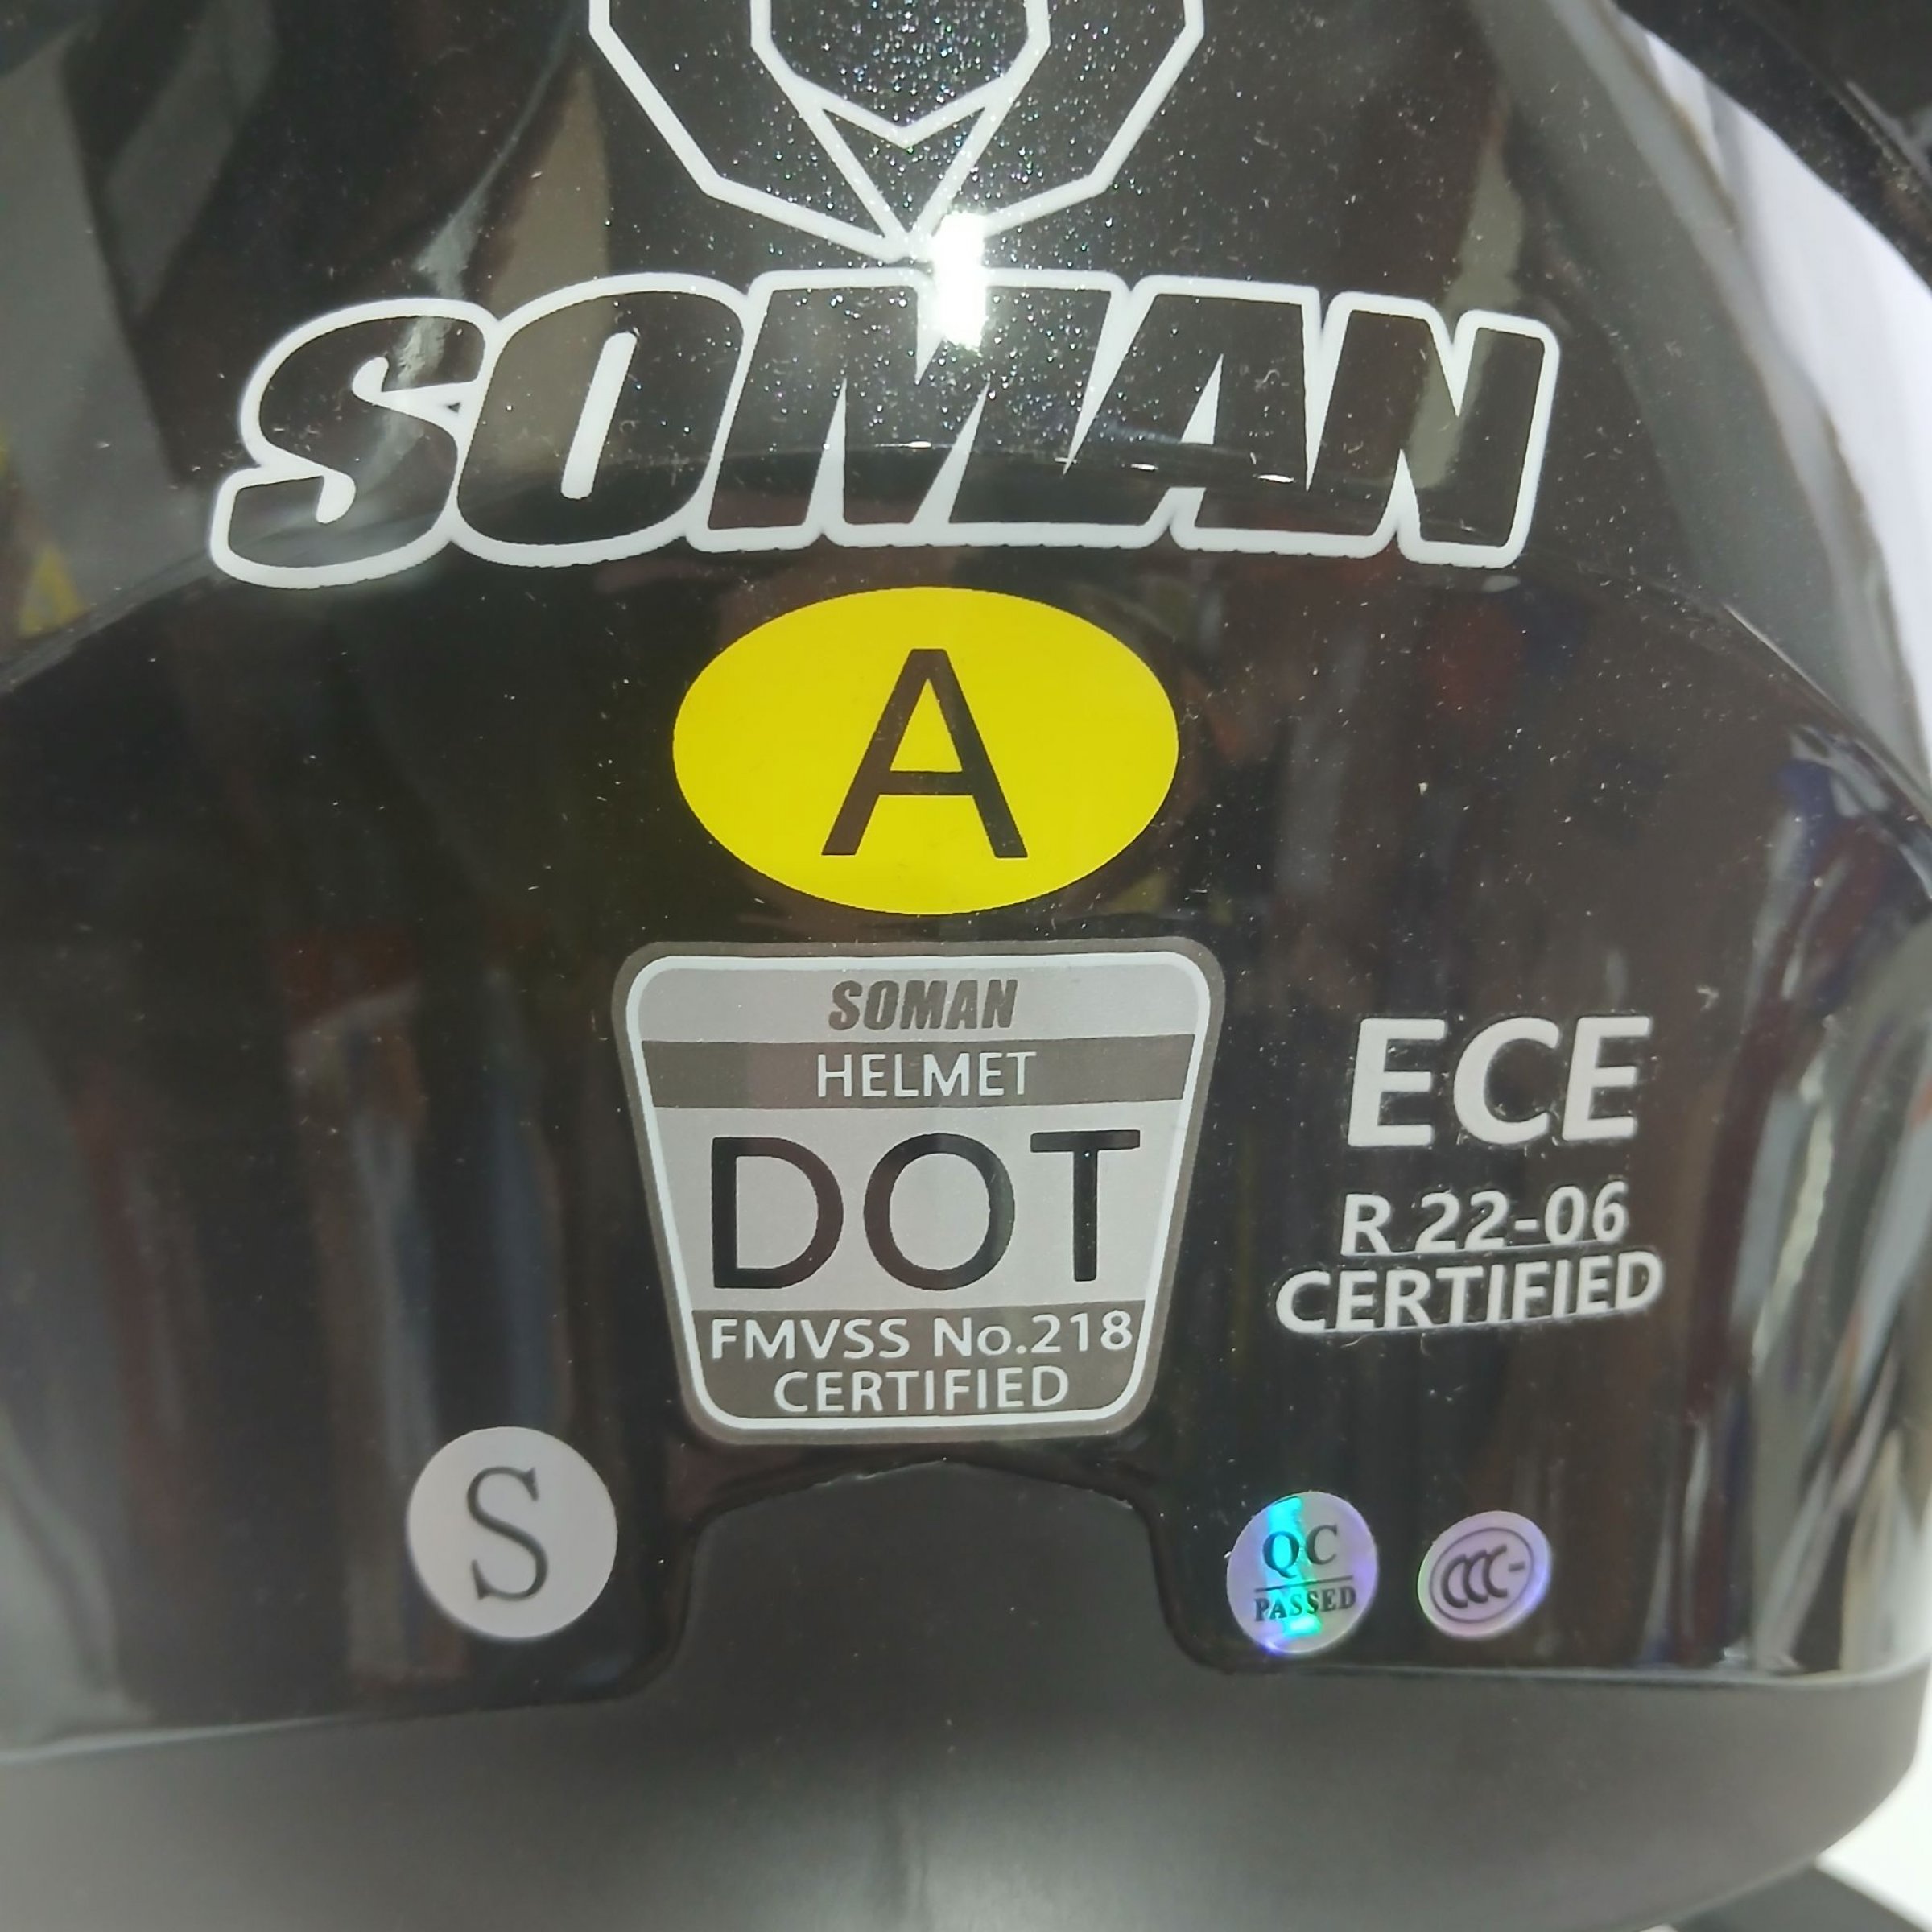 SOMAN
A
SOMAN
HELMET
DOT
FMVSS No.218
CERTIFIED
ECE
R 22-06
CERTIFIED
S
QC
PASSED
CCC